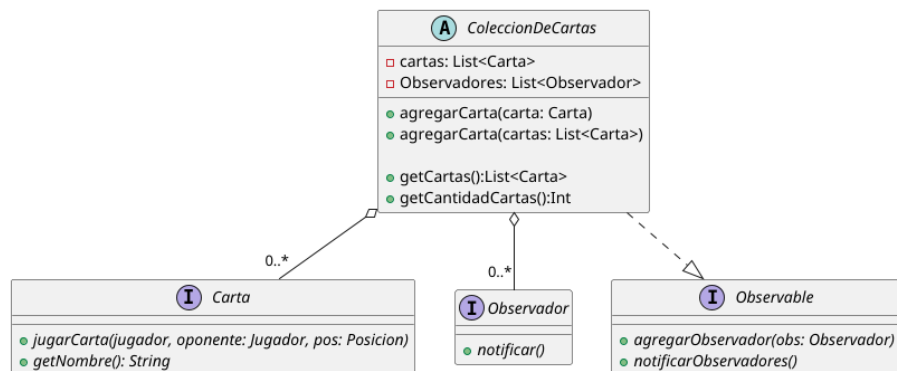 A ColeccionDeCartas
cartas: List<Carta>
Observadores: List<Observador>
agregarCarta(carta: Carta)
agregarCarta(cartas: List<Carta>)
getCartas():List<Carta>
getCantidadCartas():Int
0..*
0..*
I Carta
jugarCarta(jugador, oponente: Jugador, pos: Posicion)
getNombre(): String
I Observador
notificar()
I Observable
agregarObservador(obs: Observador)
notificarObservadores()